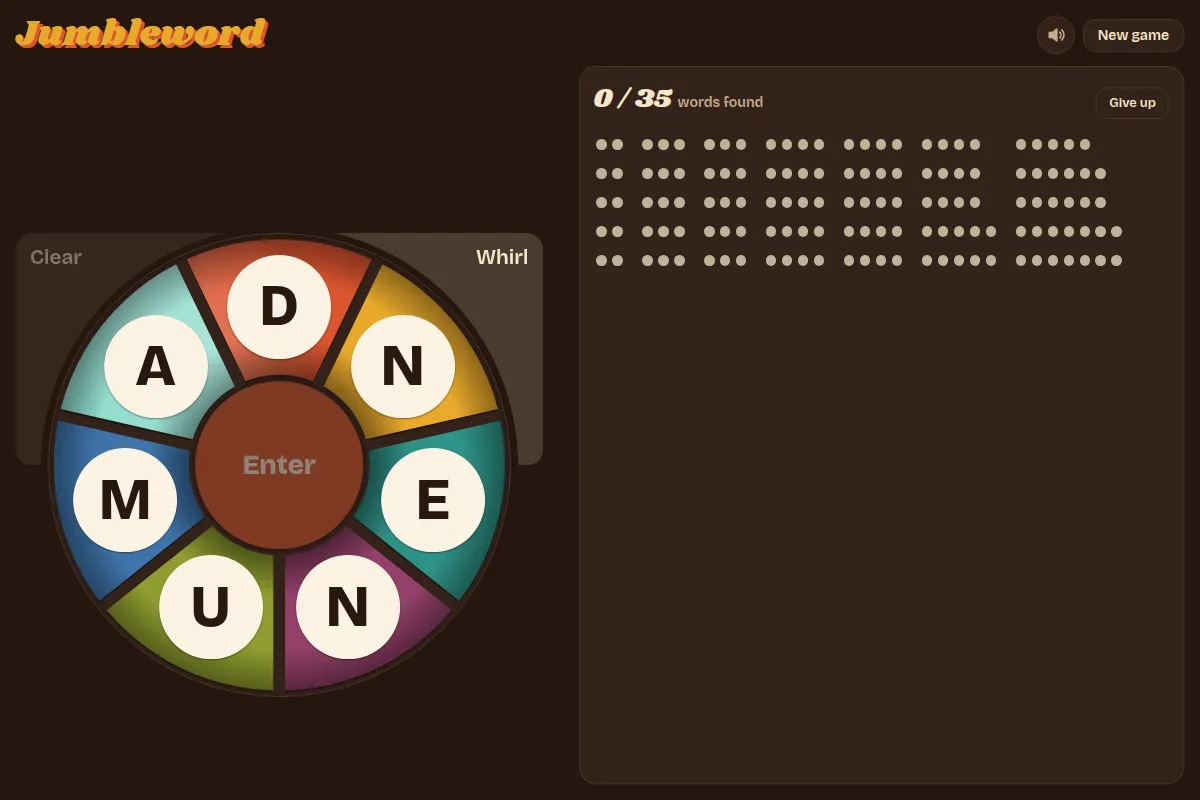 Jumbleword
New game
0 / 35 words found
Give up
Clear
Whirl
D
A
N
Enter
M
E
U
N